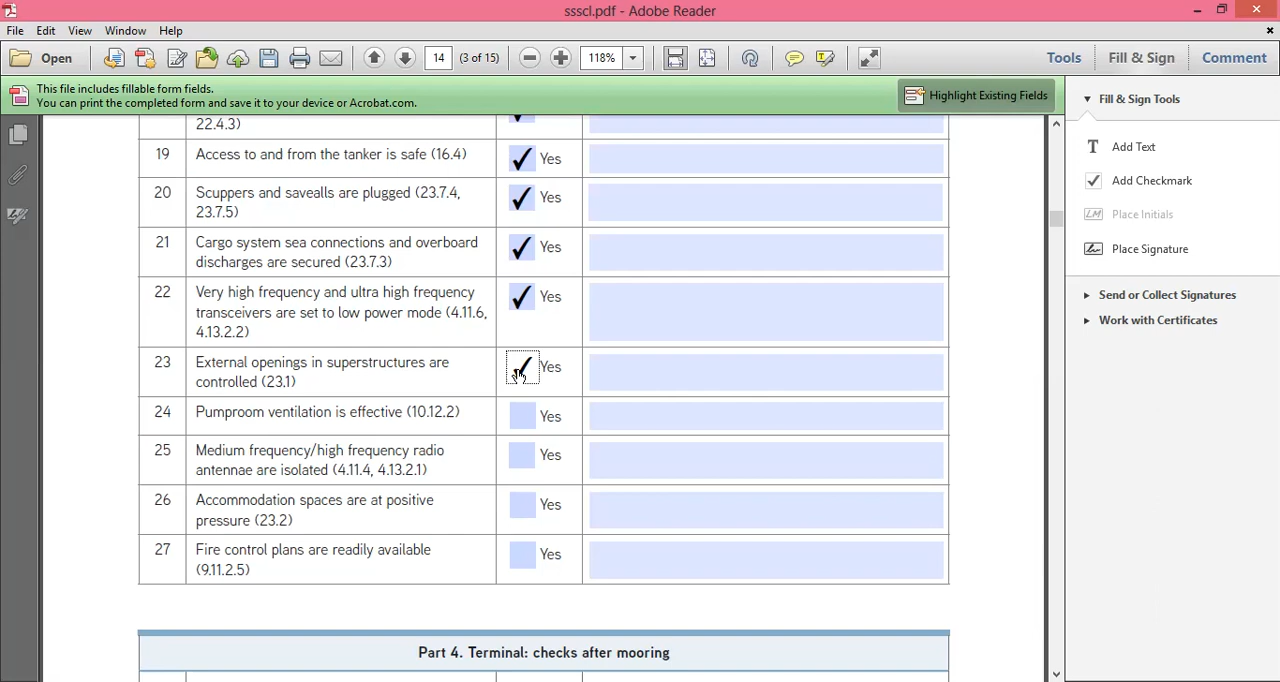 ssscl.pdf - Adobe Reader
File Edit View Window Help
Open 14 (3 of 15) 118% Tools Fill & Sign Comment
This file includes fillable form fields.
You can print the completed form and save it to your device or Acrobat.com.
Highlight Existing Fields
Fill & Sign Tools
Add Text
Add Checkmark
Place Initials
Place Signature
Send or Collect Signatures
Work with Certificates
22.4.3)
19 Access to and from the tanker is safe (16.4) Yes
20 Scuppers and savealls are plugged (23.7.4, Yes
23.7.5)
21 Cargo system sea connections and overboard Yes
discharges are secured (23.7.3)
22 Very high frequency and ultra high frequency Yes
transceivers are set to low power mode (4.11.6,
4.13.2.2)
23 External openings in superstructures are Yes
controlled (23.1)
24 Pumproom ventilation is effective (10.12.2) Yes
25 Medium frequency/high frequency radio Yes
antennae are isolated (4.11.4, 4.13.2.1)
26 Accommodation spaces are at positive Yes
pressure (23.2)
27 Fire control plans are readily available Yes
(9.11.2.5)
Part 4. Terminal: checks after mooring